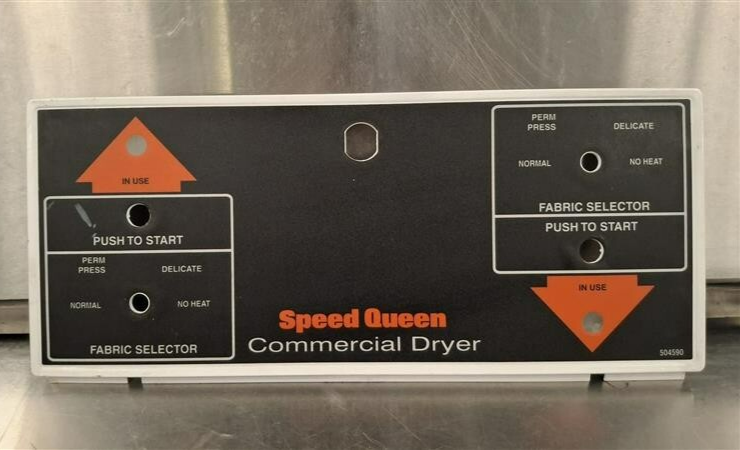 IN USE
PUSH TO START
PERM
PRESS
DELICATE
NORMAL
NO HEAT
FABRIC SELECTOR
Speed Queen
Commercial Dryer
PERM
PRESS
DELICATE
NORMAL
NO HEAT
FABRIC SELECTOR
PUSH TO START
IN USE
504590